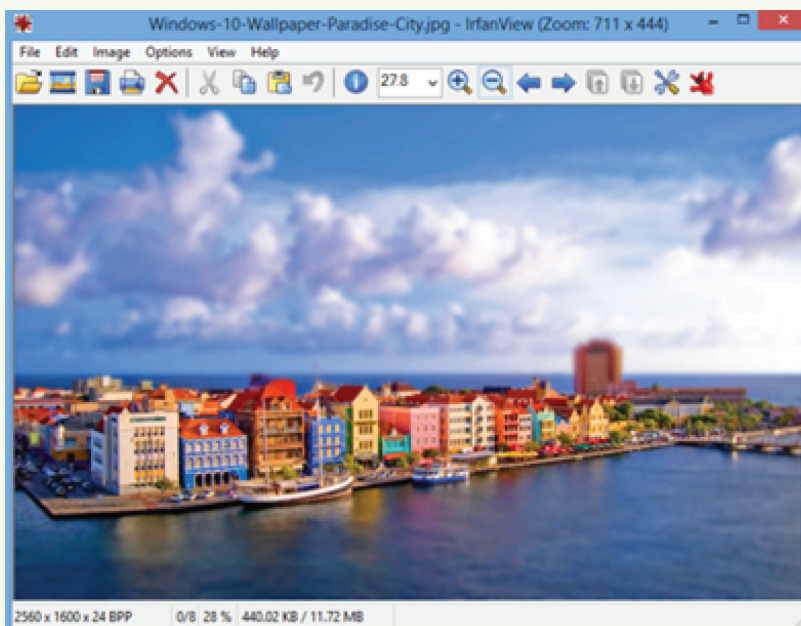 Windows-10-Wallpaper-Paradise-City.jpg - IrfanView (Zoom: 711 x 444)
File Edit Image Options View Help
27.8
2560 x 1600 x 24 BPP 0/8 28 % 440.02 KB / 11.72 MB